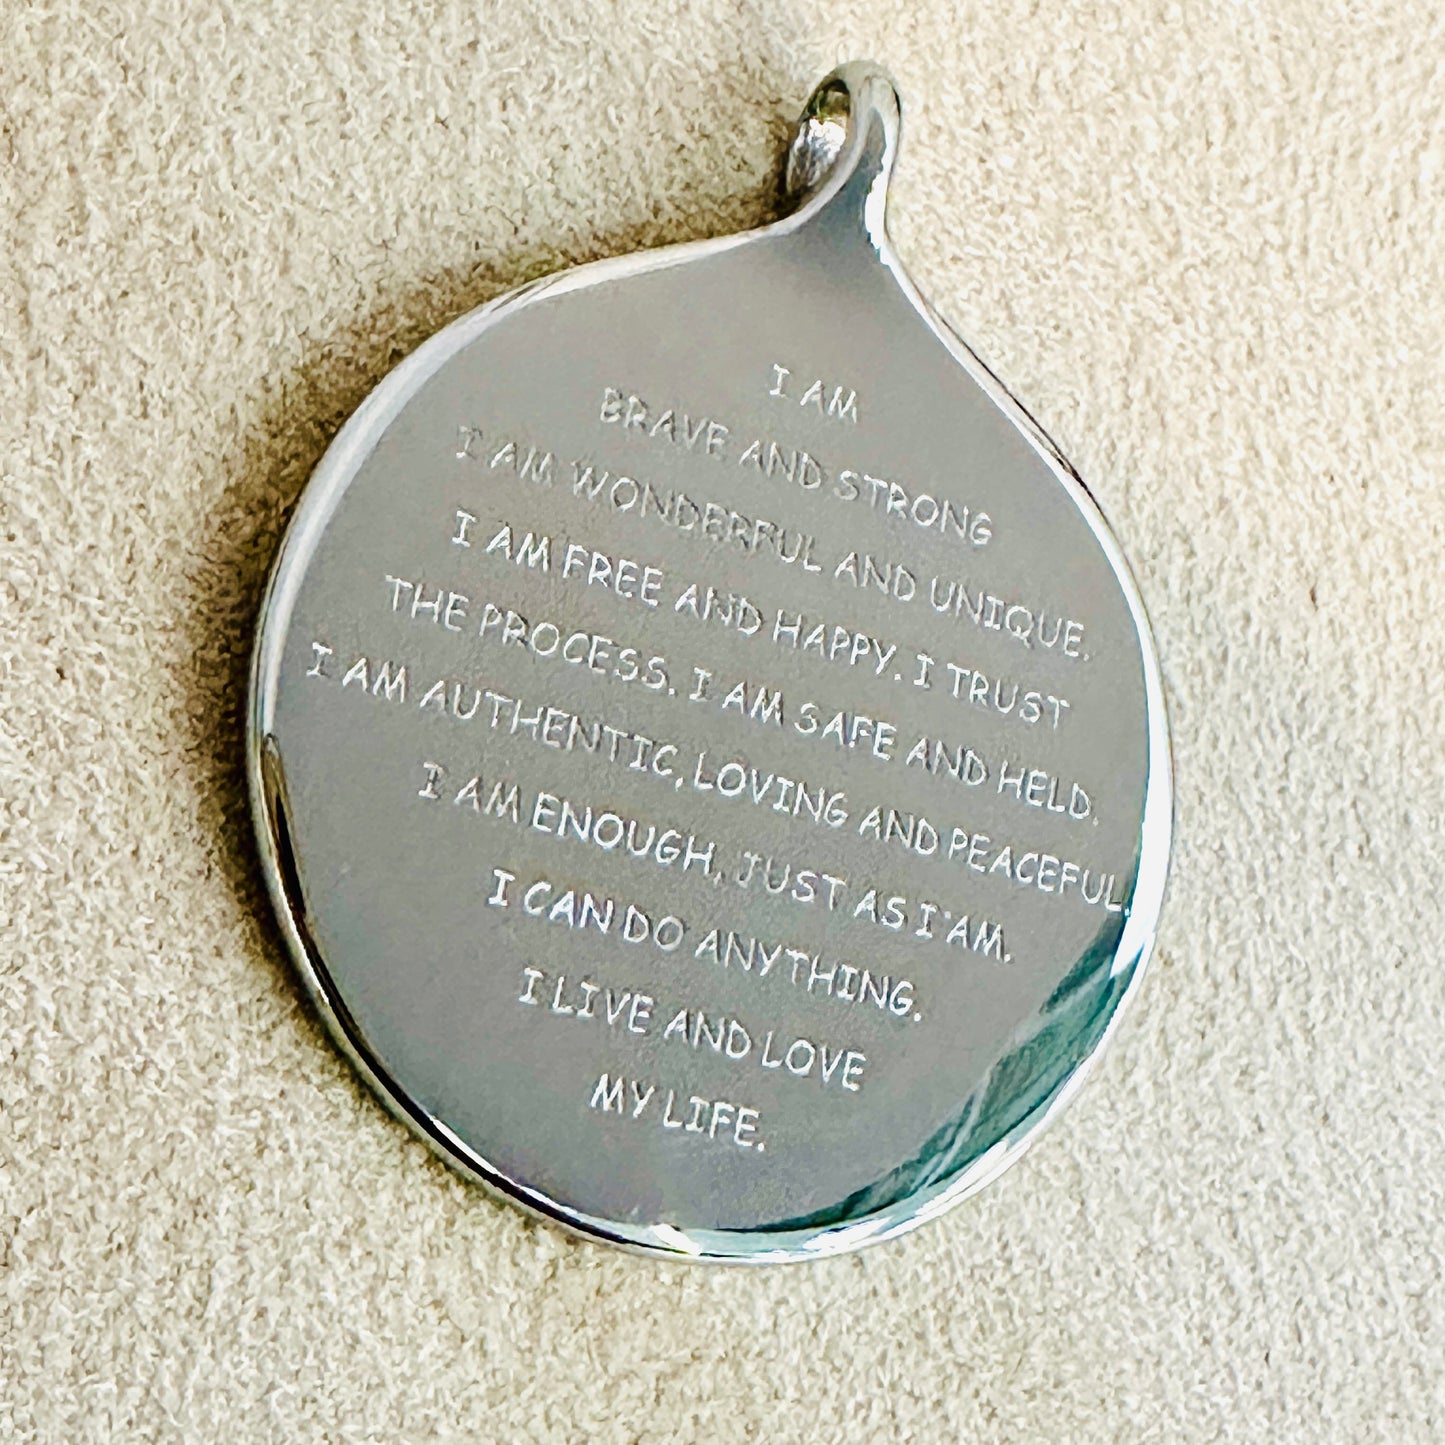 I AM
BRAVE AND STRONG
I AM WONDERFUL AND UNIQUE.
I AM FREE AND HAPPY. I TRUST
THE PROCESS. I AM SAFE AND HELD.
I AM AUTHENTIC, LOVING AND PEACEFUL.
I AM ENOUGH, JUST AS I AM.
I CAN DO ANYTHING.
I LIVE AND LOVE
MY LIFE.